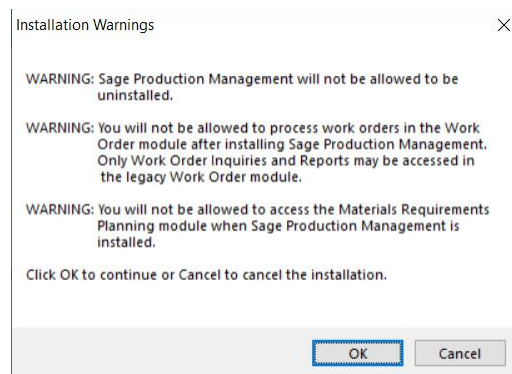 Installation Warnings
WARNING: Sage Production Management will not be allowed to be
uninstalled.
WARNING: You will not be allowed to process work orders in the Work
Order module after installing Sage Production Management.
Only Work Order Inquiries and Reports may be accessed in
the legacy Work Order module.
WARNING: You will not be allowed to access the Materials Requirements
Planning module when Sage Production Management is
installed.
Click OK to continue or Cancel to cancel the installation.
OK Cancel